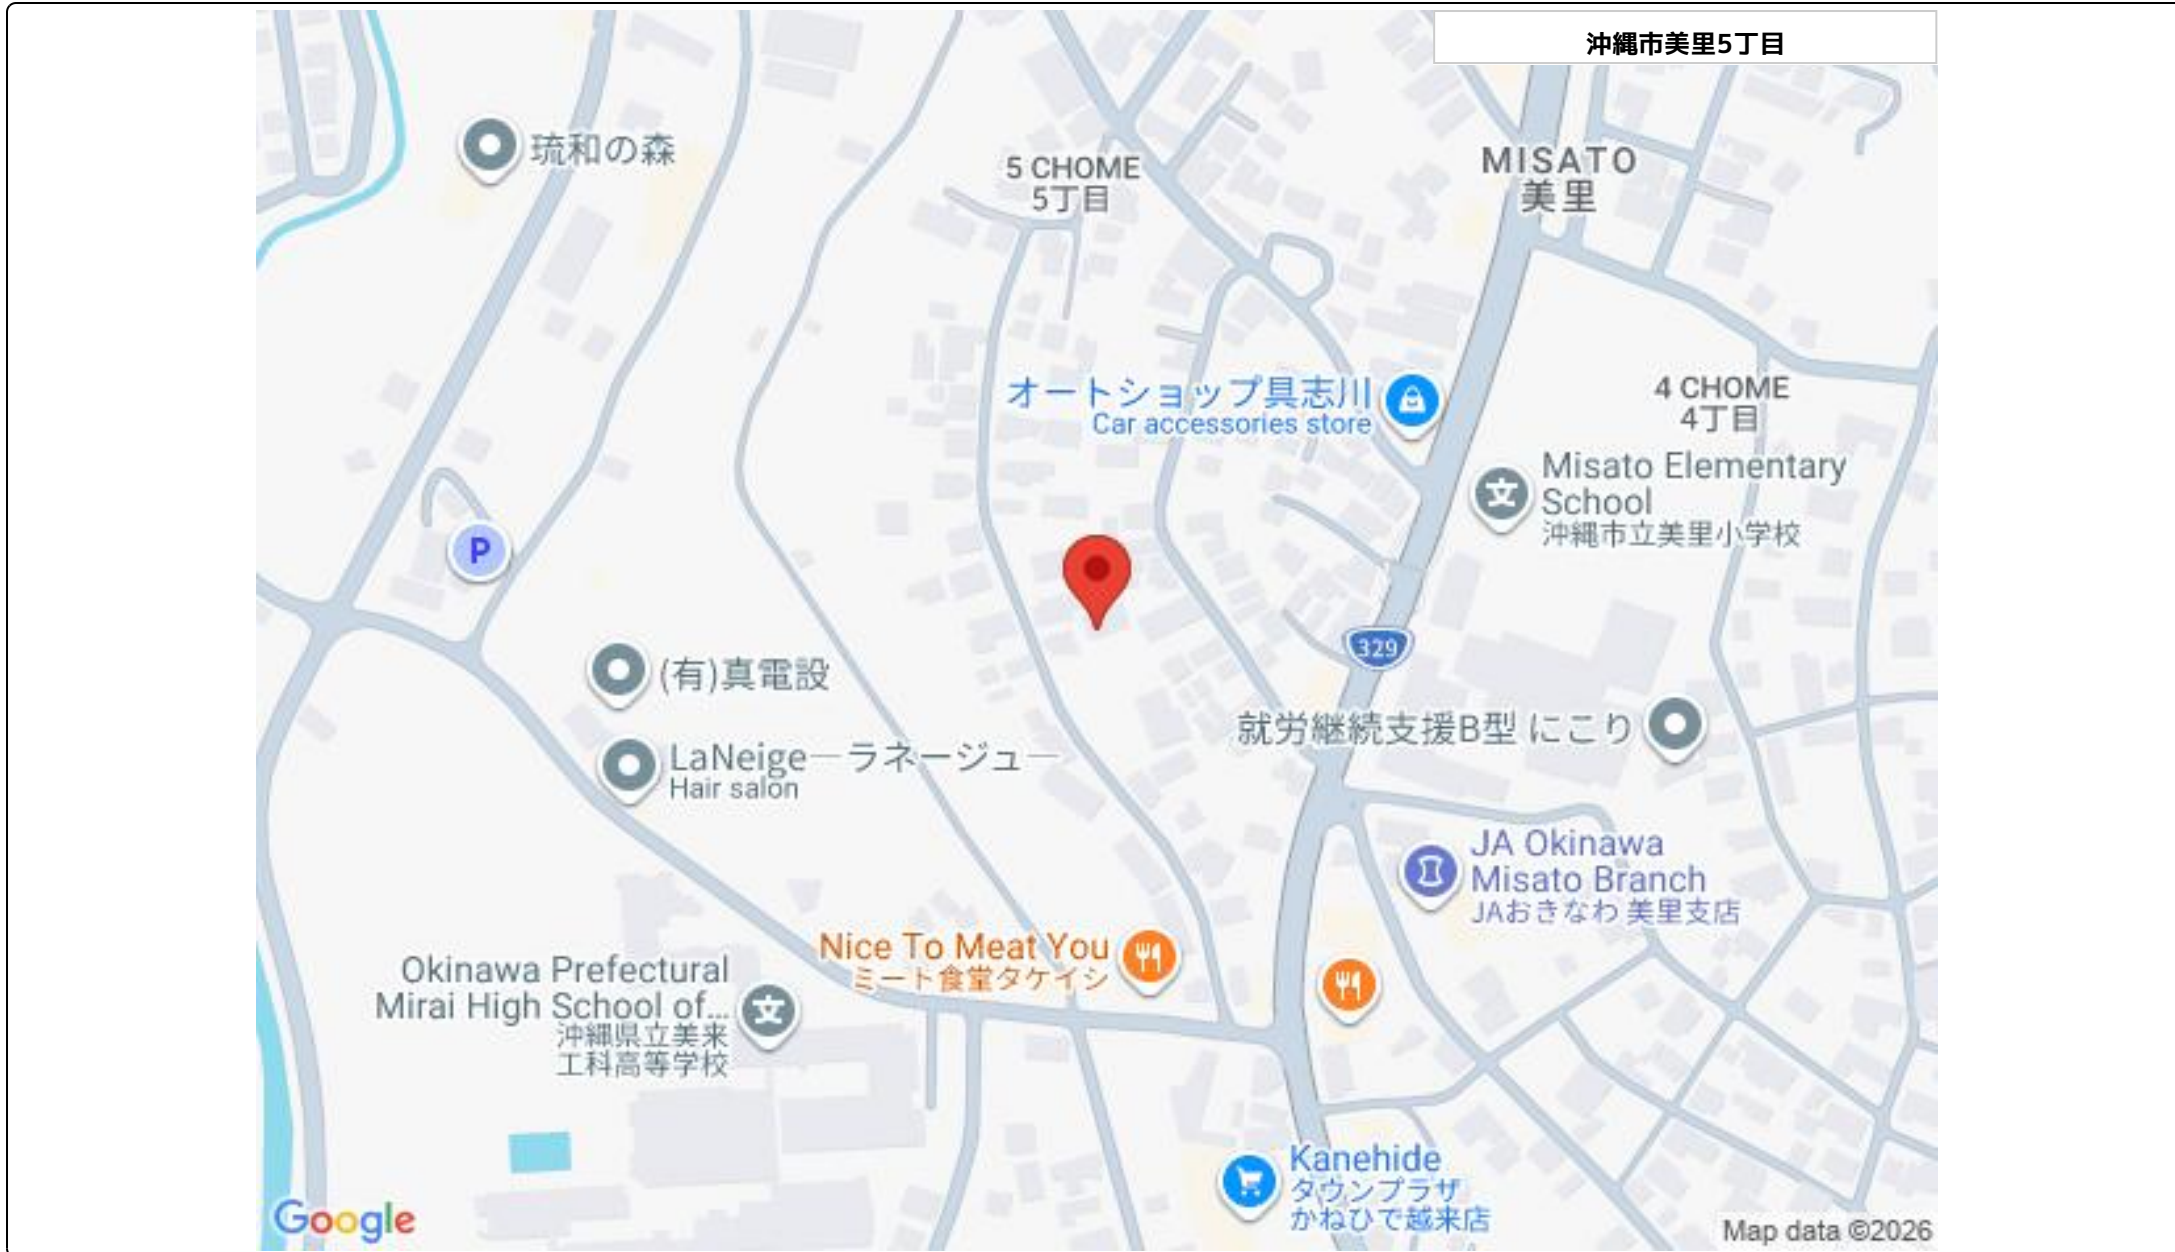 沖縄市美里5丁目
琉和の森
5 CHOME
5丁目
MISATO
美里
オートショップ具志川
Car accessories store
4 CHOME
4丁目
Misato Elementary
School
沖縄市立美里小学校
P
329
(有)真電設
就労継続支援B型 にこり
LaNeige—ラネージュ—
Hair salon
JA Okinawa
Misato Branch
JAおきなわ 美里支店
Nice To Meat You
ミート食堂タケイシ
Okinawa Prefectural
Mirai High School of...
沖縄県立美来
工科高等学校
文
文
Kanehide
タウンプラザ
かねひで越来店
Google
Map data ©2026